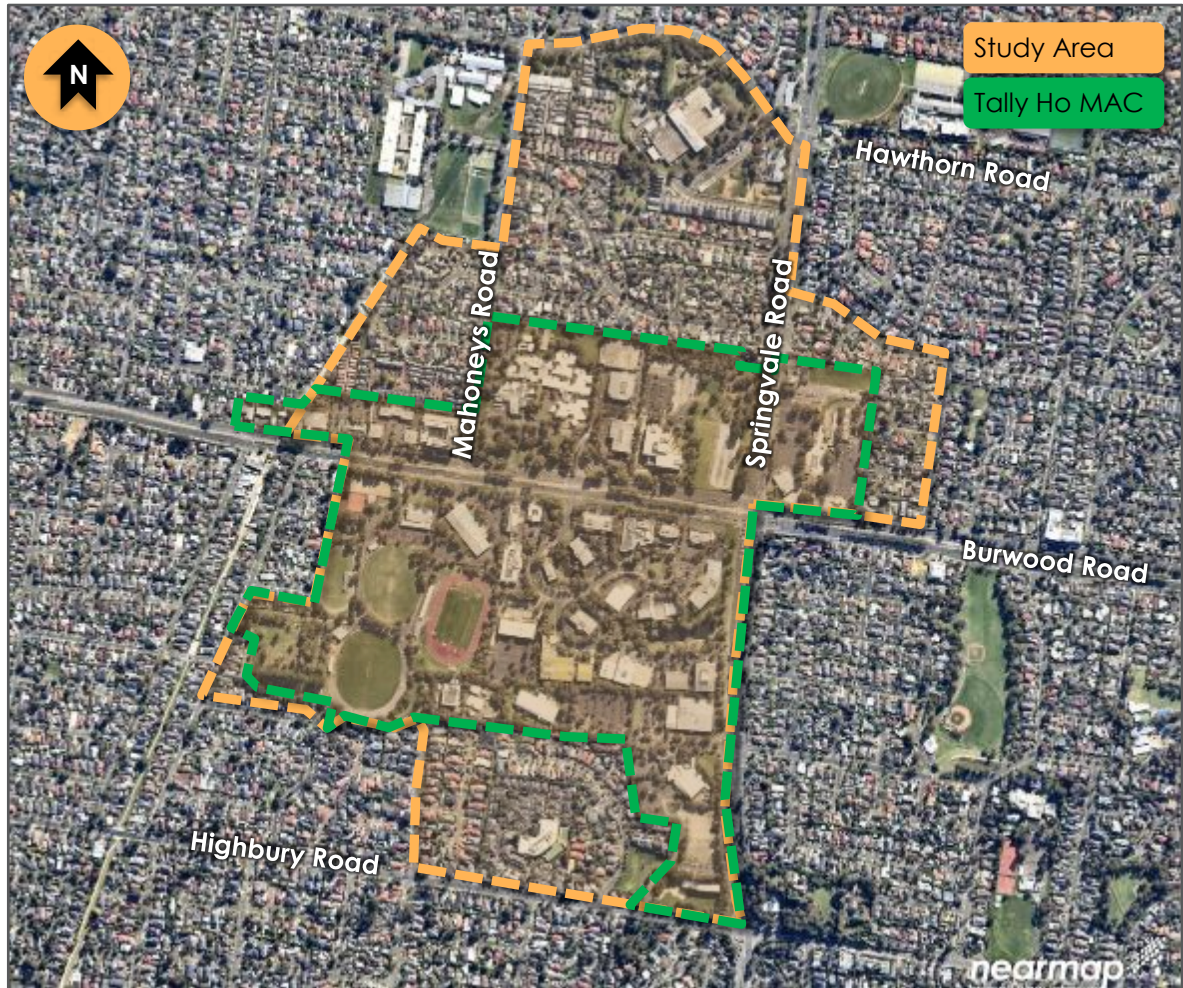 N
Study Area
Tally Ho MAC
Hawthorn Road
Mahoneys Road
Springvale Road
Burwood Road
Highbury Road
nearmap